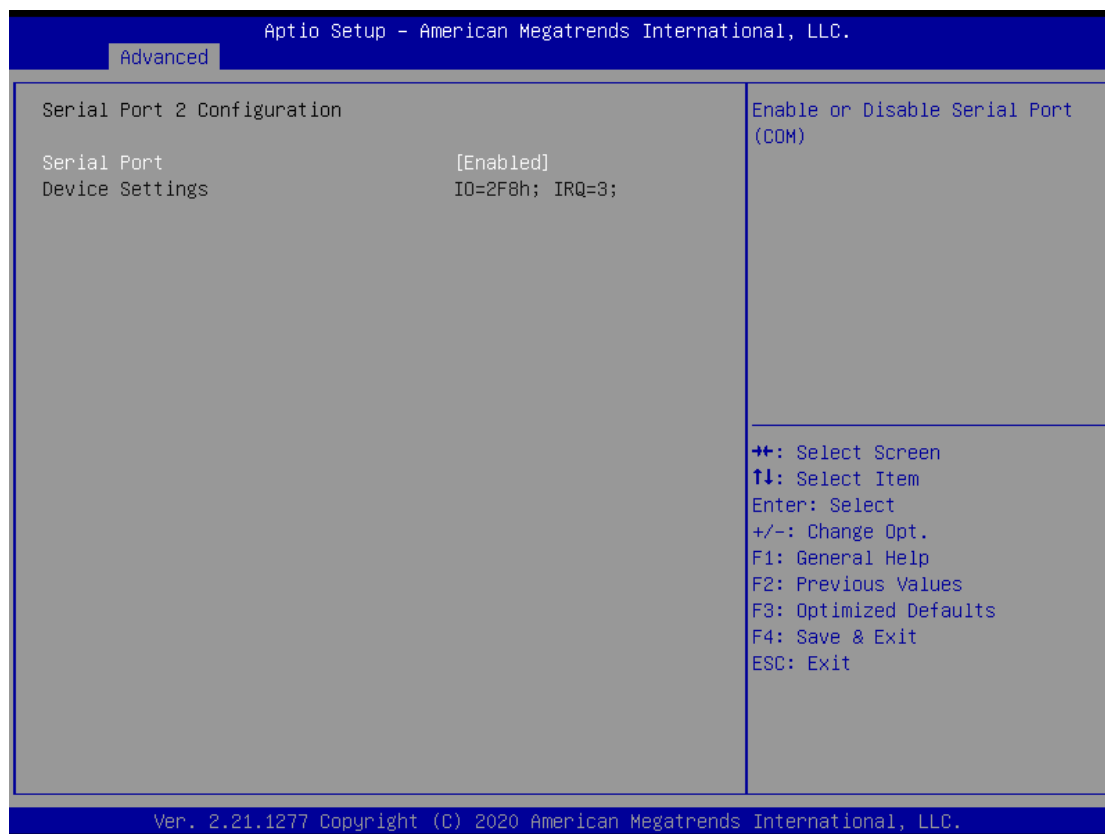 Aptio Setup – American Megatrends International, LLC.
Advanced
Serial Port 2 Configuration
Serial Port [Enabled]
Device Settings IO=2F8h; IRQ=3;
Enable or Disable Serial Port
(COM)
→←: Select Screen
↑↓: Select Item
Enter: Select
+/-: Change Opt.
F1: General Help
F2: Previous Values
F3: Optimized Defaults
F4: Save & Exit
ESC: Exit
Ver. 2.21.1277 Copyright (C) 2020 American Megatrends International, LLC.